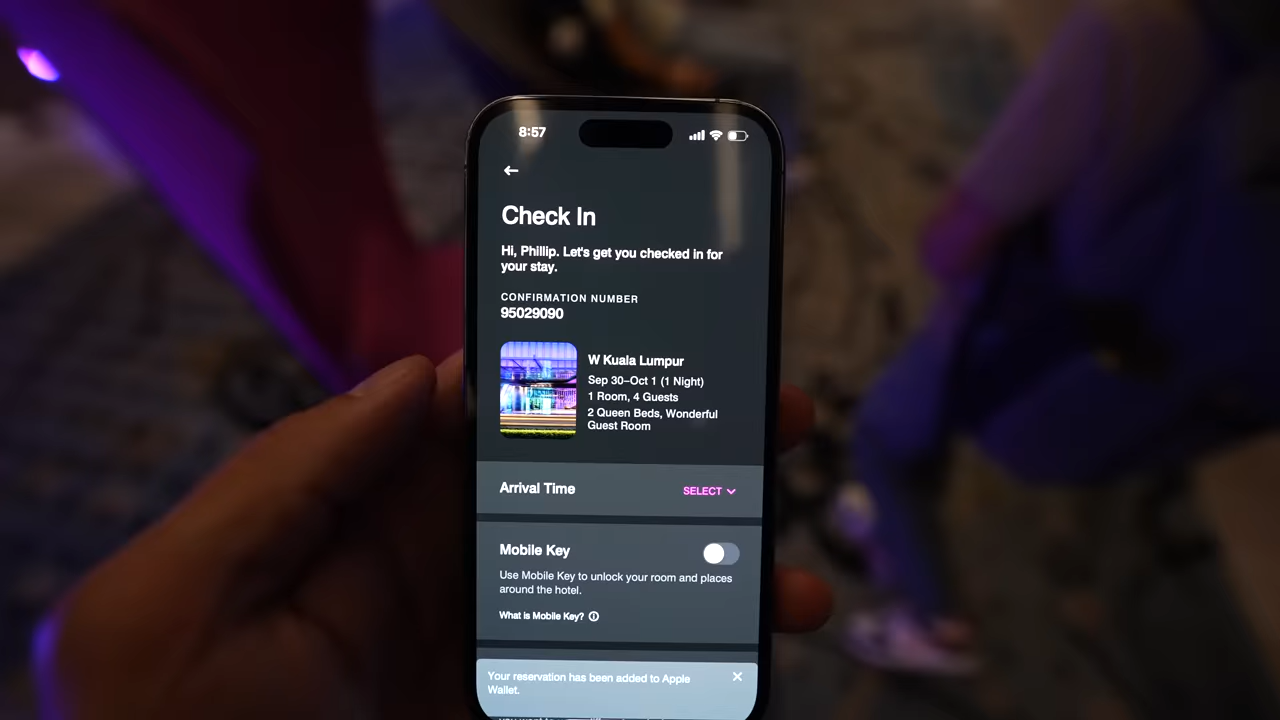 8:57
Check In
Hi, Phillip. Let's get you checked in for
your stay.
CONFIRMATION NUMBER
95029090
W Kuala Lumpur
Sep 30–Oct 1 (1 Night)
1 Room, 4 Guests
2 Queen Beds, Wonderful
Guest Room
Arrival Time
SELECT
Mobile Key
Use Mobile Key to unlock your room and places
around the hotel.
What is Mobile Key?
Your reservation has been added to Apple
Wallet.